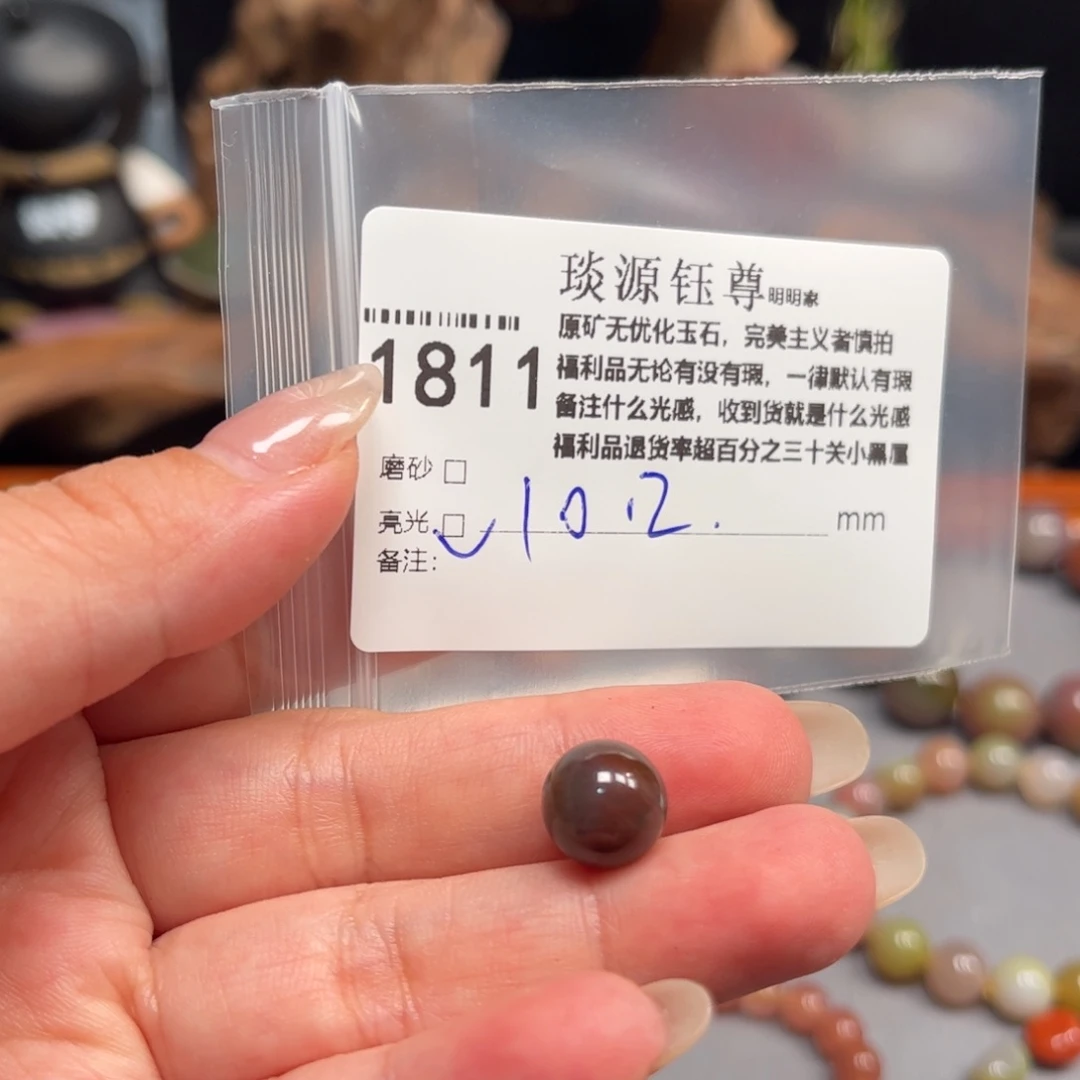 琰源钰尊明明家
原矿无优化玉石，完美主义者慎拍
1811
福利品无论有没有瑕，一律默认有瑕
备注什么光感，收到货就是什么光感
福利品退货率超百分之三十关小黑屋
磨砂 □
亮光 □ 10.2. mm
备注：